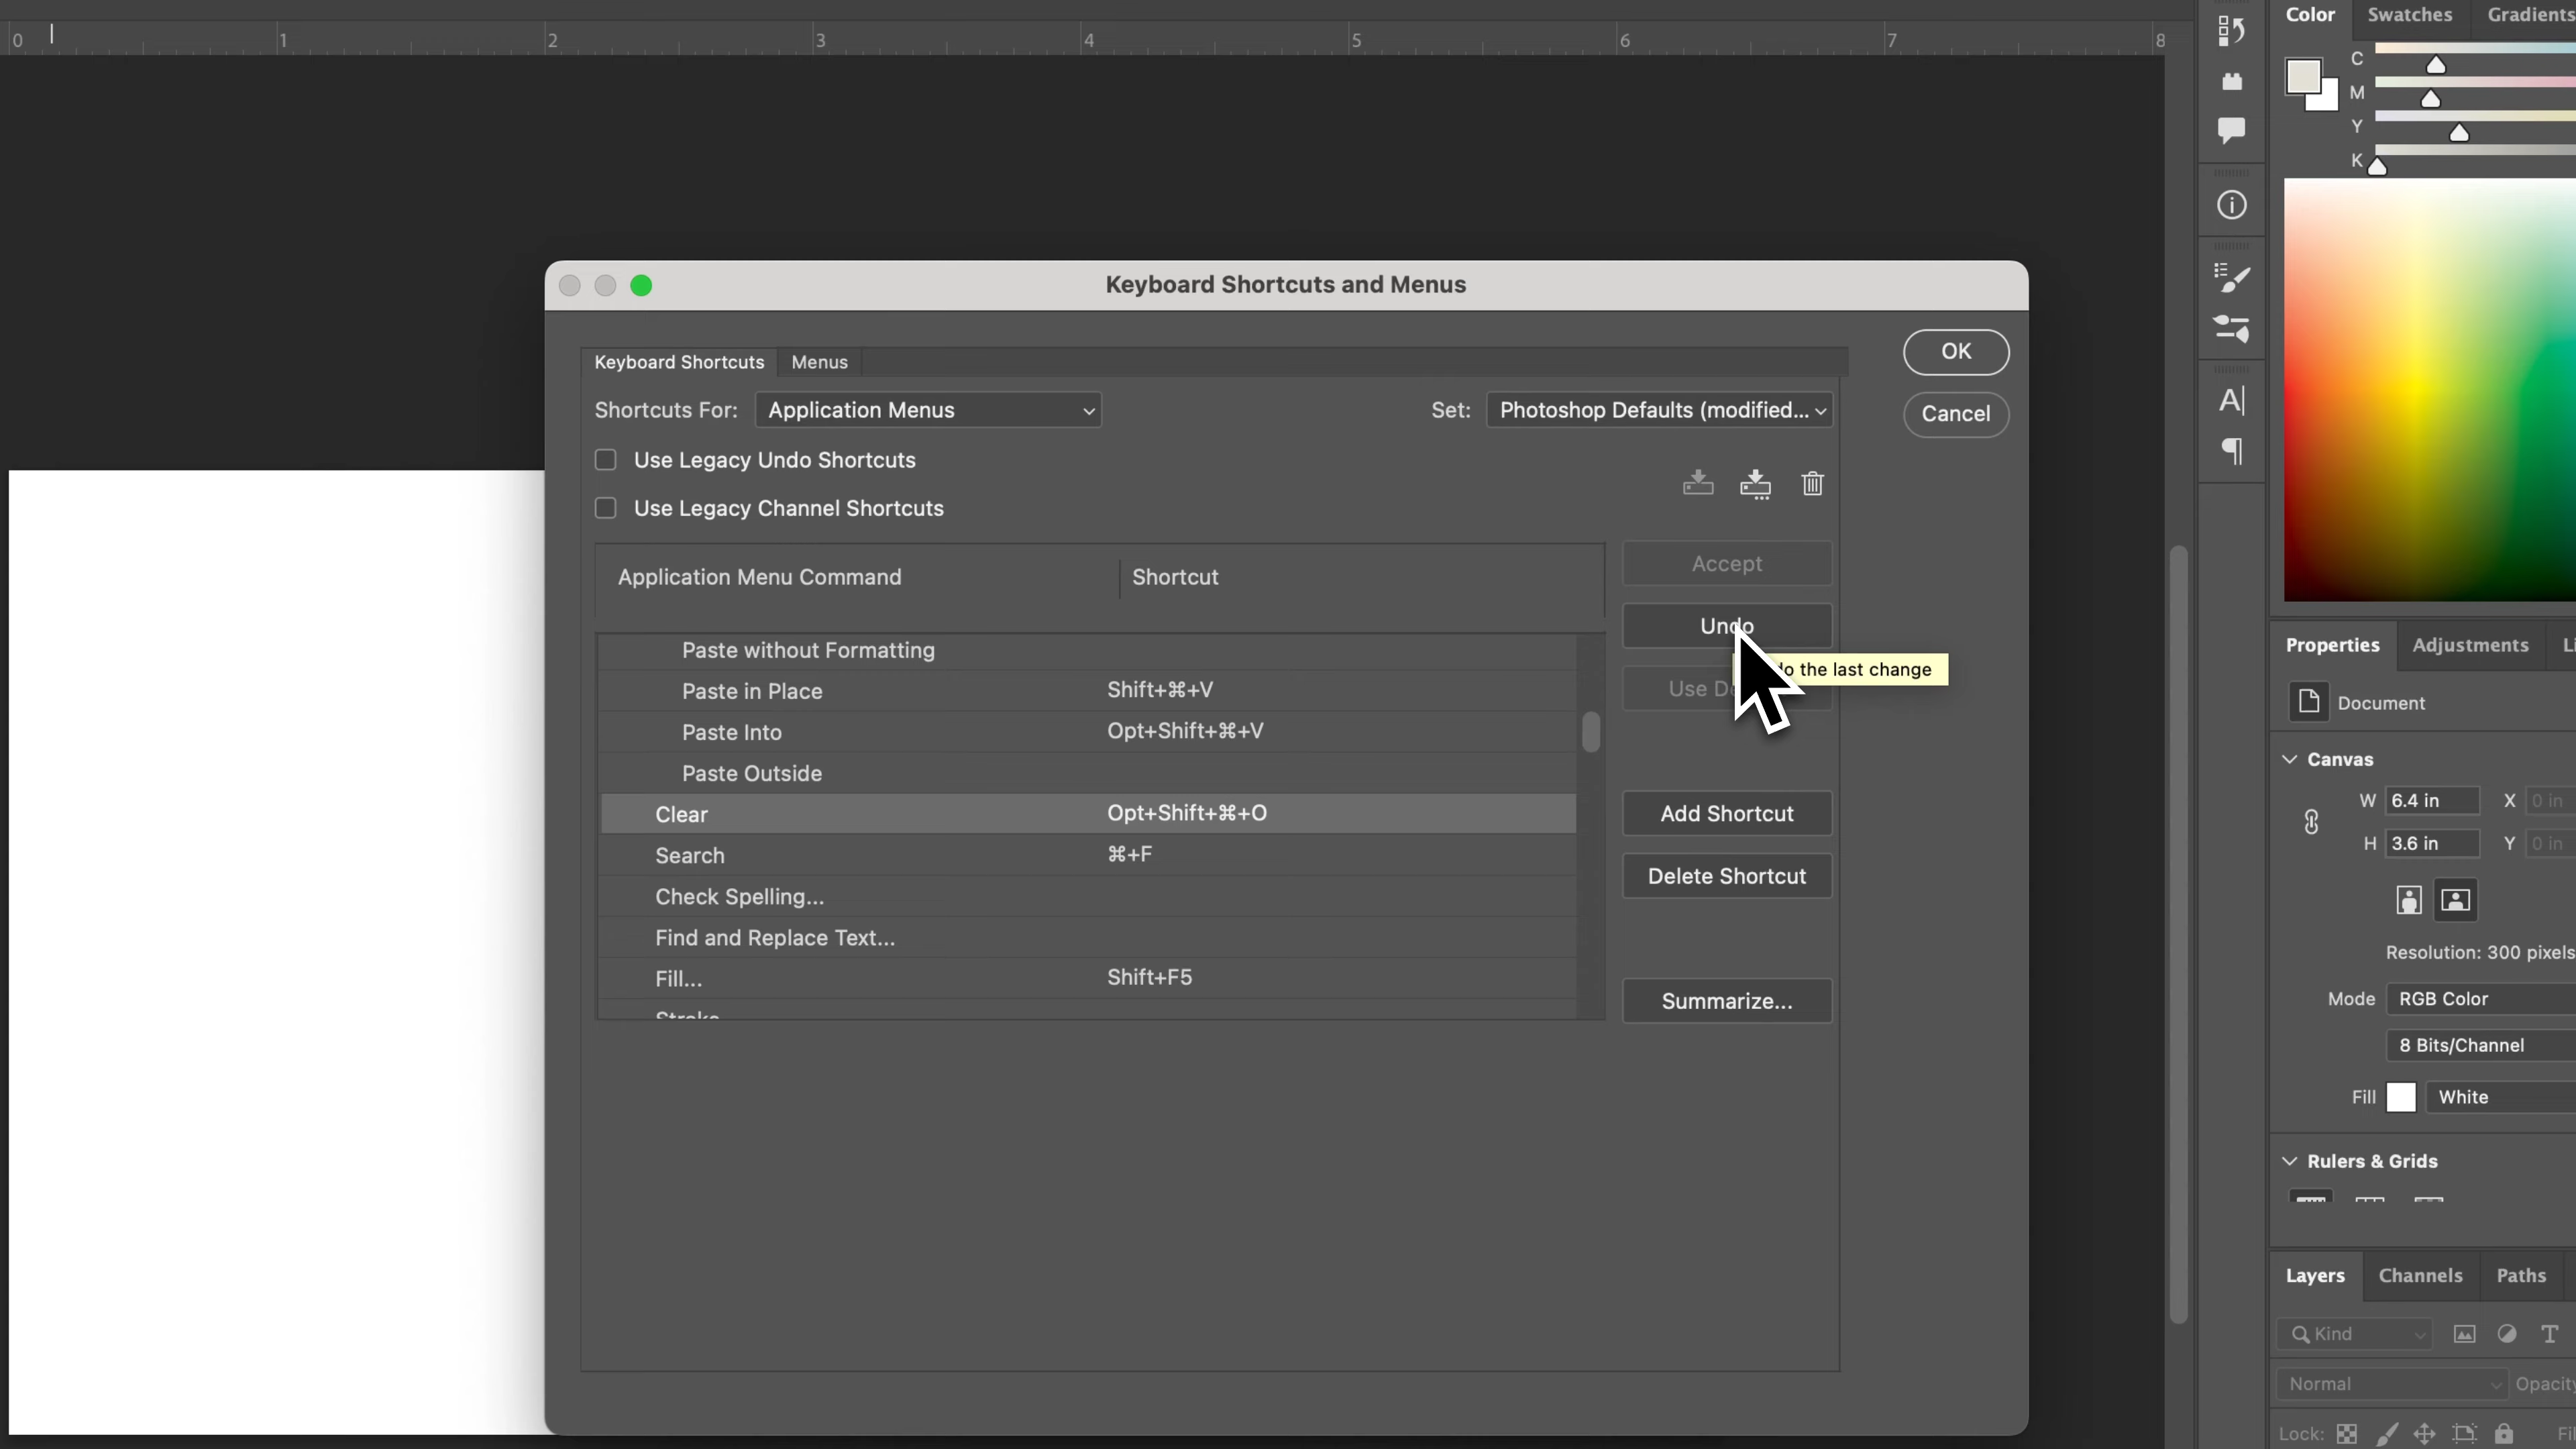 0 1 2 3 4 5 6 7 8
Color Swatches Gradients
C
M
Y
K
Keyboard Shortcuts and Menus
Keyboard Shortcuts Menus
OK
Shortcuts For: Application Menus
Set: Photoshop Defaults (modified...
Cancel
Use Legacy Undo Shortcuts
Use Legacy Channel Shortcuts
Application Menu Command Shortcut
Accept
Undo
do the last change
Paste without Formatting
Paste in Place Shift+⌘+V
Paste Into Opt+Shift+⌘+V
Paste Outside
Clear Opt+Shift+⌘+O
Add Shortcut
Search ⌘+F
Delete Shortcut
Check Spelling...
Find and Replace Text...
Fill... Shift+F5
Summarize...
Properties Adjustments
Document
Canvas
W 6.4 in X 0 in
H 3.6 in Y 0 in
Resolution: 300 pixels
Mode RGB Color
8 Bits/Channel
Fill White
Rulers & Grids
Layers Channels Paths
Kind
Normal Opacity
Lock: